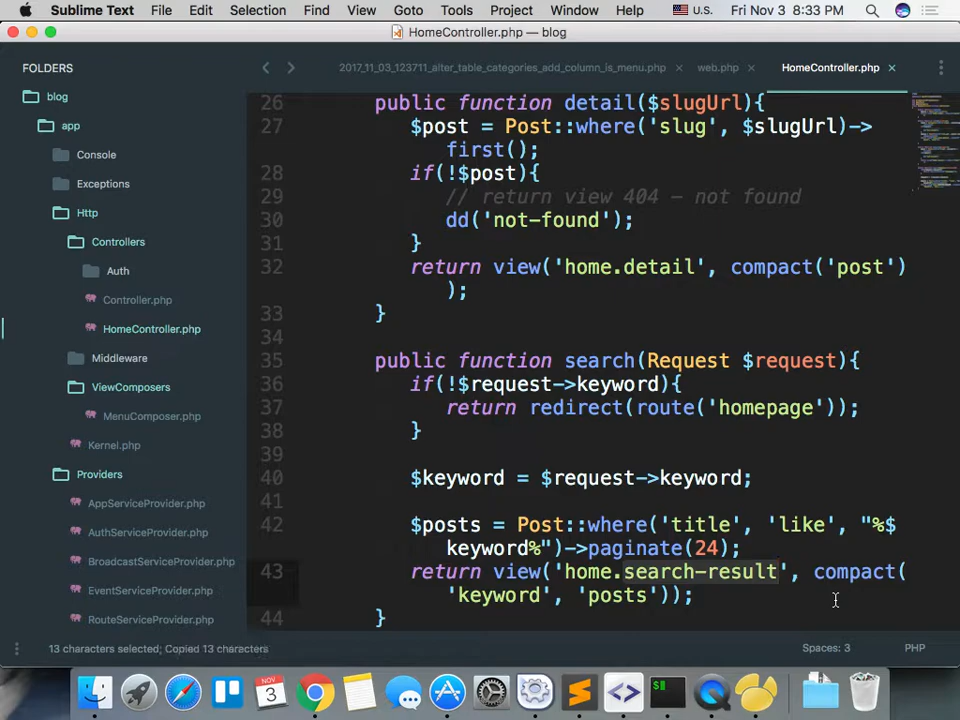 Sublime Text File Edit Selection Find View Goto Tools Project Window Help U.S. Fri Nov 3 8:33 PM
HomeController.php — blog
FOLDERS
blog
app
Console
Exceptions
Http
Controllers
Auth
Controller.php
HomeController.php
Middleware
ViewComposers
MenuComposer.php
Kernel.php
Providers
AppServiceProvider.php
AuthServiceProvider.php
BroadcastServiceProvider.php
EventServiceProvider.php
RouteServiceProvider.php
2017_11_03_123711_alter_table_categories_add_column_is_menu.php × web.php × HomeController.php ×
26 public function detail($slugUrl){
27 $post = Post::where('slug', $slugUrl)->
first();
28 if(!$post){
29 // return view 404 – not found
30 dd('not-found');
31 }
32 return view('home.detail', compact('post')
);
33 }
34
35 public function search(Request $request){
36 if(!$request->keyword){
37 return redirect(route('homepage'));
38 }
39
40 $keyword = $request->keyword;
41
42 $posts = Post::where('title', 'like', "%$
keyword%")->paginate(24);
43 return view('home.search-result', compact(
'keyword', 'posts'));
44 }
13 characters selected; Copied 13 characters Spaces: 3 PHP
NOV
3